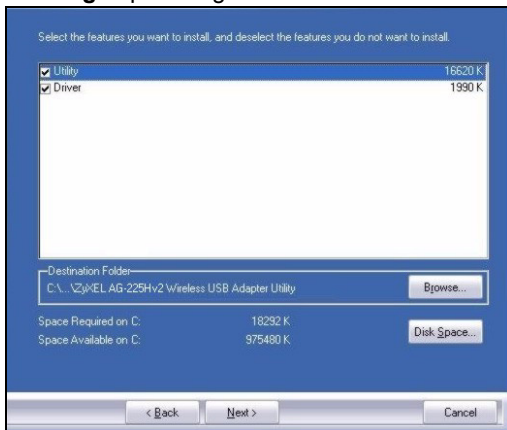 Select the features you want to install, and deselect the features you do not want to install.
Utility 16620 K
Driver 1990 K
Destination Folder
C:\...\ZyXEL AG-225Hv2 Wireless USB Adapter Utility Browse...
Space Required on C: 18292 K
Space Available on C: 975480 K
Disk Space...
< Back Next > Cancel